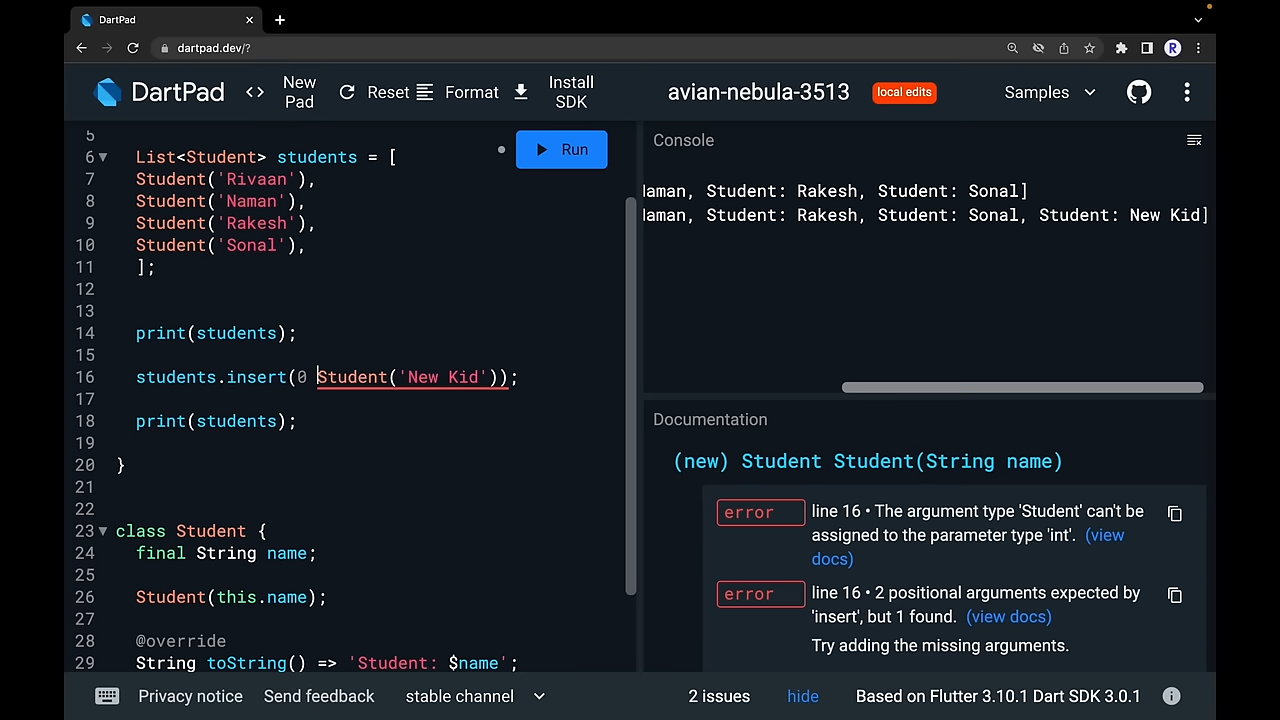 DartPad
dartpad.dev/?
R
DartPad
New Pad
Reset
Format
Install SDK
avian-nebula-3513
local edits
Samples
Run
5
6 List<Student> students = [
7 Student('Rivaan'),
8 Student('Naman'),
9 Student('Rakesh'),
10 Student('Sonal'),
11 ];
12
13
14 print(students);
15
16 students.insert(0 Student('New Kid'));
17
18 print(students);
19
20 }
21
22
23 class Student {
24 final String name;
25
26 Student(this.name);
27
28 @override
29 String toString() => 'Student: $name';
Console
aman, Student: Rakesh, Student: Sonal]
aman, Student: Rakesh, Student: Sonal, Student: New Kid]
Documentation
(new) Student Student(String name)
error line 16 • The argument type 'Student' can't be
assigned to the parameter type 'int'. (view
docs)
error line 16 • 2 positional arguments expected by
'insert', but 1 found. (view docs)
Try adding the missing arguments.
Privacy notice
Send feedback
stable channel
2 issues
hide
Based on Flutter 3.10.1 Dart SDK 3.0.1